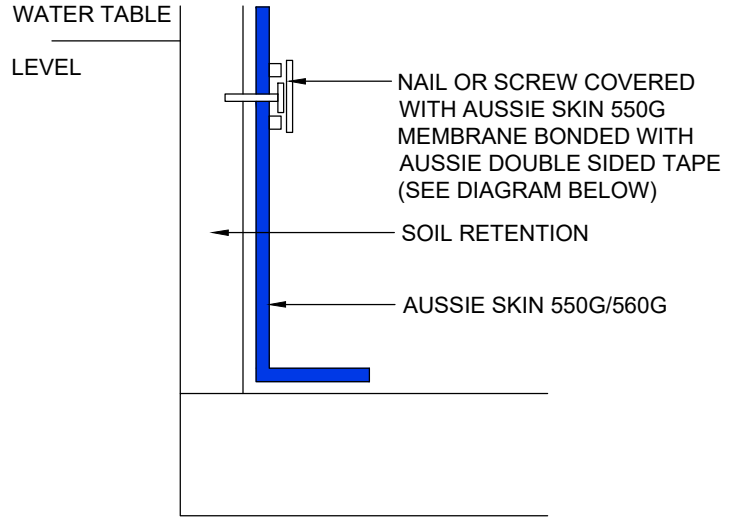 WATER TABLE
LEVEL
NAIL OR SCREW COVERED
WITH AUSSIE SKIN 550G
MEMBRANE BONDED WITH
AUSSIE DOUBLE SIDED TAPE
(SEE DIAGRAM BELOW)
SOIL RETENTION
AUSSIE SKIN 550G/560G